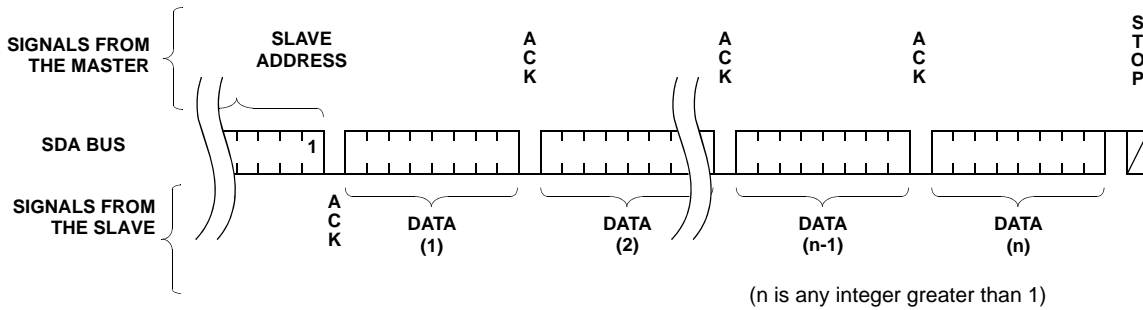 SIGNALS FROM
THE MASTER
SLAVE
ADDRESS
A
C
K
A
C
K
A
C
K
S
T
O
P
SDA BUS
1
SIGNALS FROM
THE SLAVE
A
C
K
DATA
(1)
DATA
(2)
DATA
(n-1)
DATA
(n)
(n is any integer greater than 1)